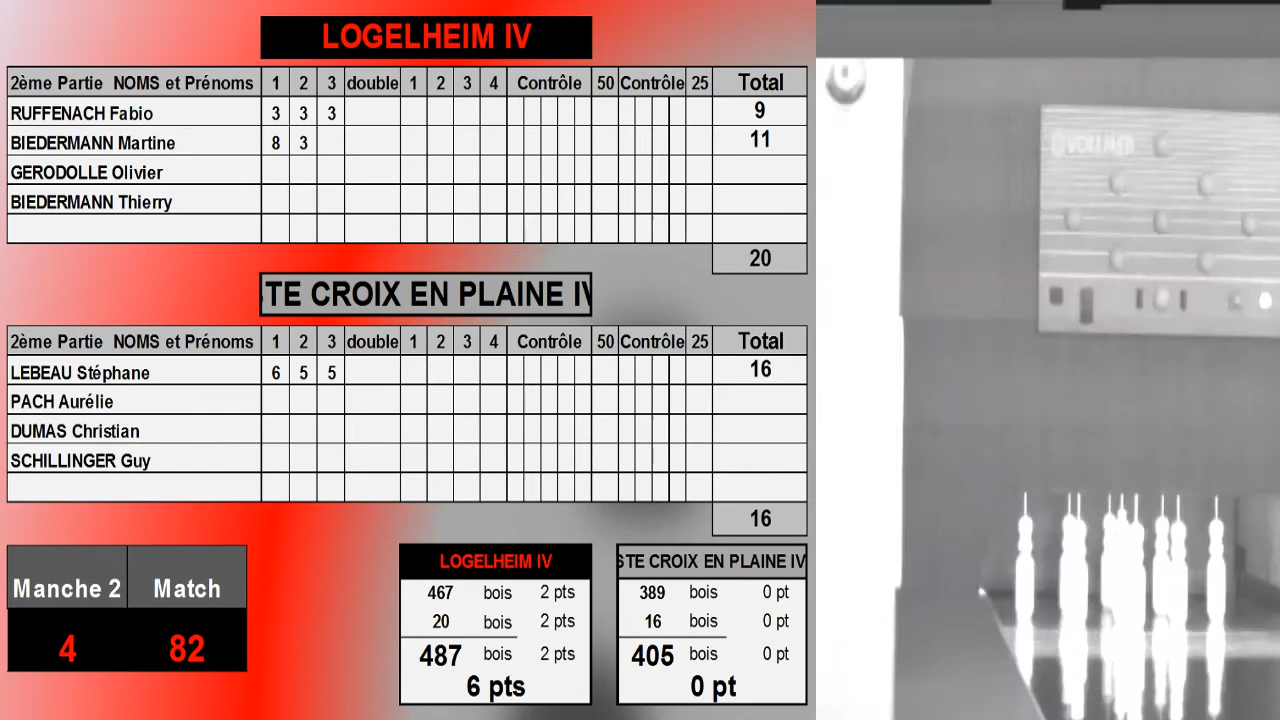 LOGELHEIM IV
2ème Partie NOMS et Prénoms 1 2 3 double 1 2 3 4 Contrôle 50 Contrôle 25 Total
RUFFENACH Fabio 3 3 3 9
BIEDERMANN Martine 8 3 11
GERODOLLE Olivier
BIEDERMANN Thierry
20
STE CROIX EN PLAINE IV
2ème Partie NOMS et Prénoms 1 2 3 double 1 2 3 4 Contrôle 50 Contrôle 25 Total
LEBEAU Stéphane 6 5 5 16
PACH Aurélie
DUMAS Christian
SCHILLINGER Guy
16
Manche 2 Match
4 82
LOGELHEIM IV
467 bois 2 pts
20 bois 2 pts
487 bois 2 pts
6 pts
STE CROIX EN PLAINE IV
389 bois 0 pt
16 bois 0 pt
405 bois 0 pt
0 pt
VOLLMER